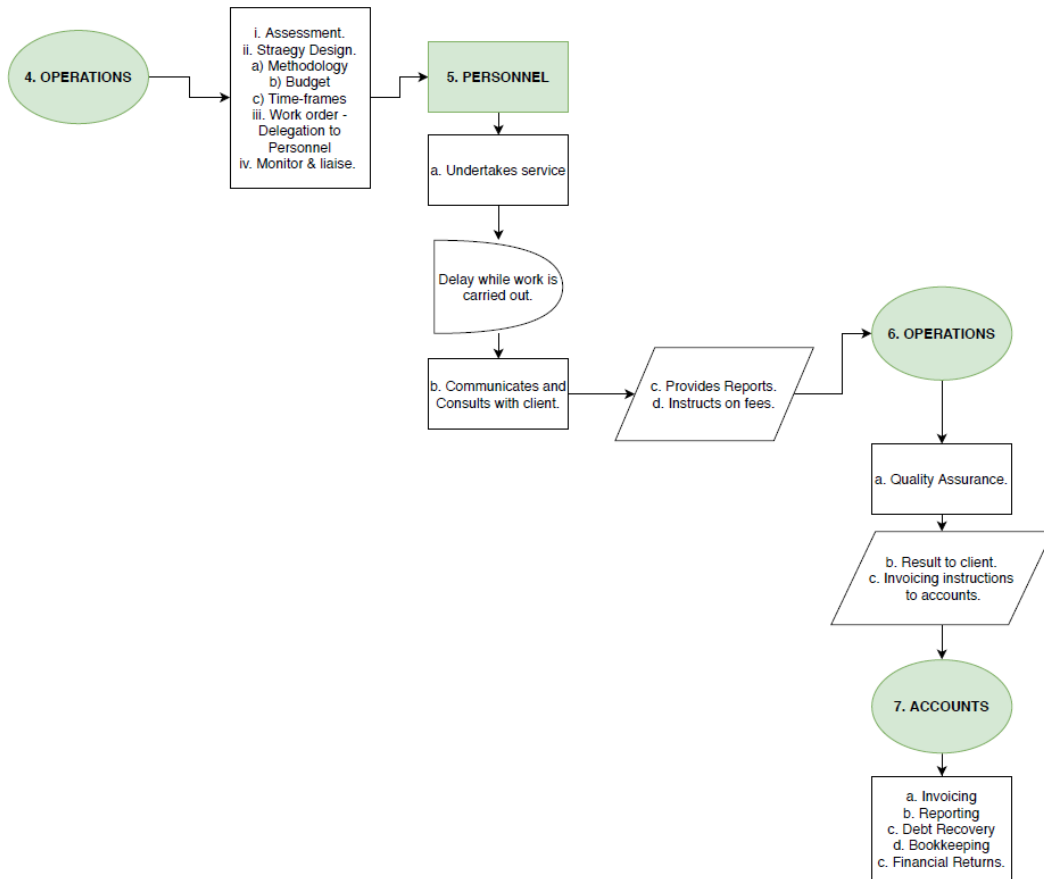 4. OPERATIONS
i. Assessment.
ii. Straegy Design.
a) Methodology
b) Budget
c) Time-frames
iii. Work order -
Delegation to
Personnel
iv. Monitor & liaise.
5. PERSONNEL
a. Undertakes service
Delay while work is
carried out.
b. Communicates and
Consults with client.
c. Provides Reports.
d. Instructs on fees.
6. OPERATIONS
a. Quality Assurance.
b. Result to client.
c. Invoicing instructions
to accounts.
7. ACCOUNTS
a. Invoicing
b. Reporting
c. Debt Recovery
d. Bookkeeping
c. Financial Returns.